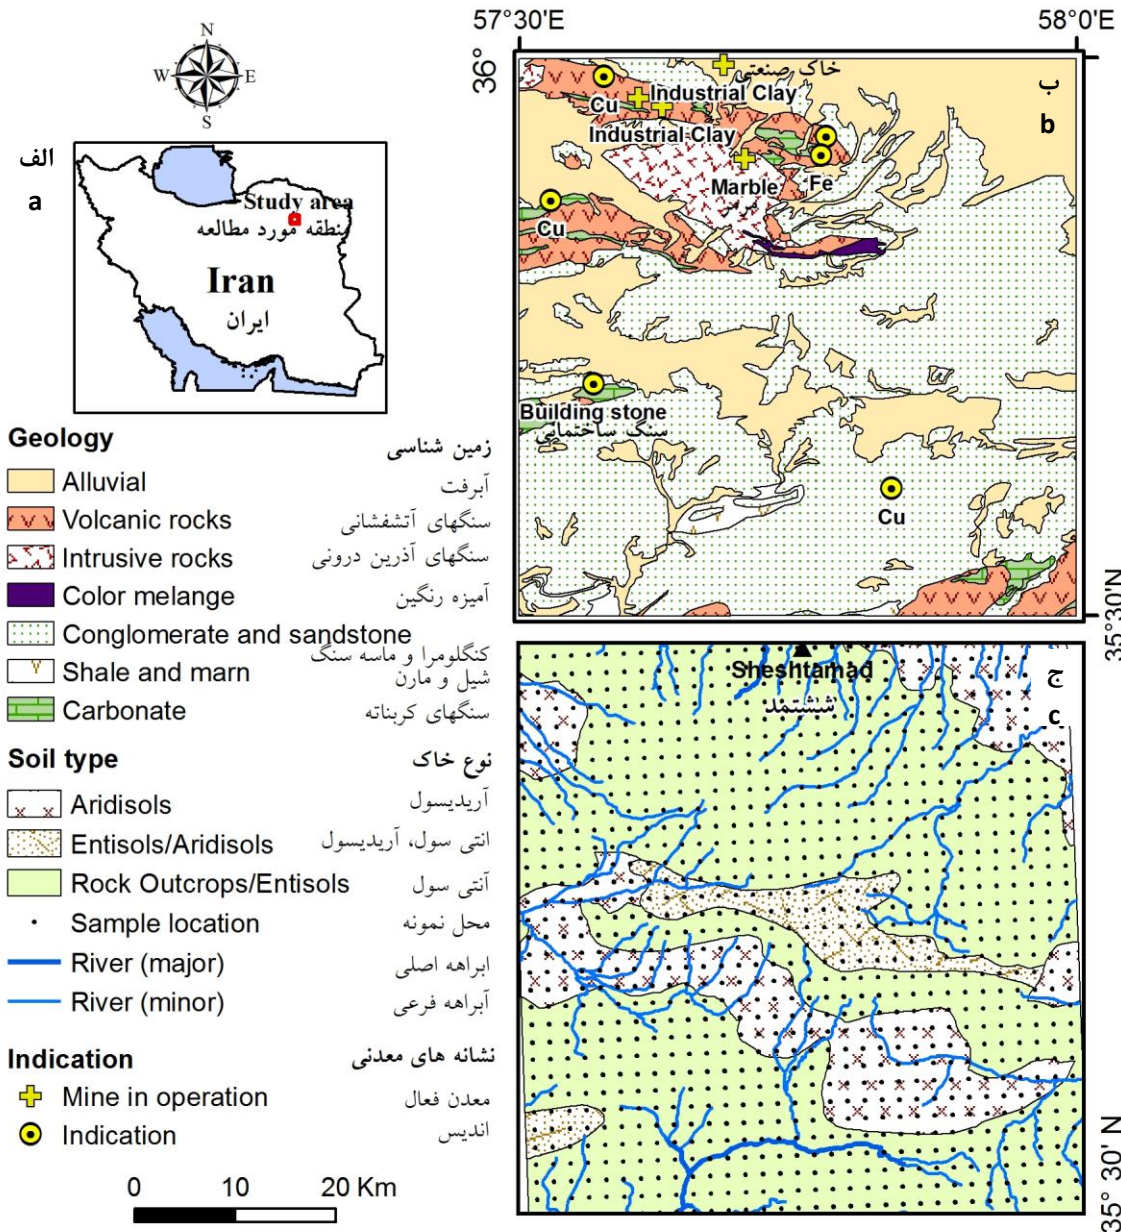 57°30'E
58°0'E
36°
N
W
E
S
الف
a
Study area
منطقه مورد مطالعه
Iran
ایران
ب
b
خاک صنعتی
Cu
Industrial Clay
Industrial Clay
Marble
مرمر
Fe
Cu
Building stone
سنگ ساختمانی
Cu
35°30'N
Geology
زمین شناسی
Alluvial
آبرفت
Volcanic rocks
سنگهای آتشفشانی
Intrusive rocks
سنگهای آذرین درونی
Color melange
آمیزه رنگین
Conglomerate and sandstone
کنگلومرا و ماسه سنگ
Shale and marn
شیل و مارن
Carbonate
سنگهای کربناته
Soil type
نوع خاک
Aridisols
آریدیسول
Entisols/Aridisols
انتی سول، آریدیسول
Rock Outcrops/Entisols
آنتی سول
Sample location
محل نمونه
River (major)
ابراهه اصلی
River (minor)
آبراهه فرعی
Indication
نشانه های معدنی
Mine in operation
معدن فعال
Indication
اندیس
0 10 20 Km
Sheshtamad
ششتمد
ج
c
35° 30' N